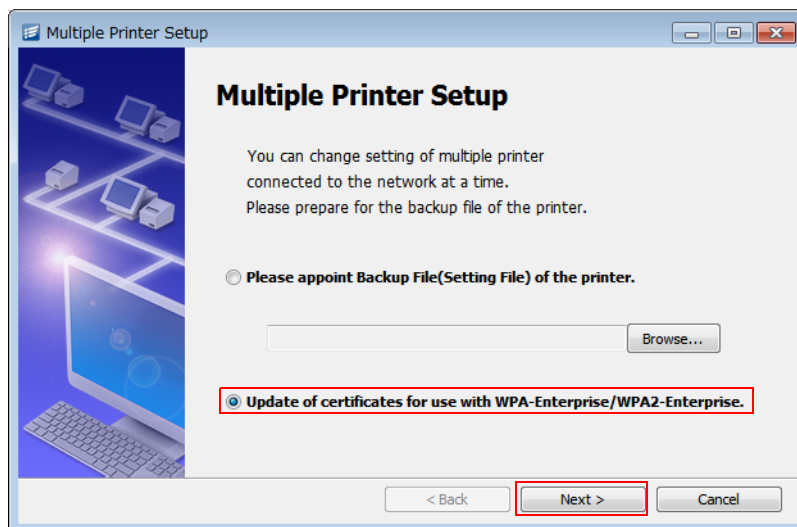 Multiple Printer Setup
Multiple Printer Setup
You can change setting of multiple printer
connected to the network at a time.
Please prepare for the backup file of the printer.
Please appoint Backup File(Setting File) of the printer.
Browse...
Update of certificates for use with WPA-Enterprise/WPA2-Enterprise.
< Back
Next >
Cancel